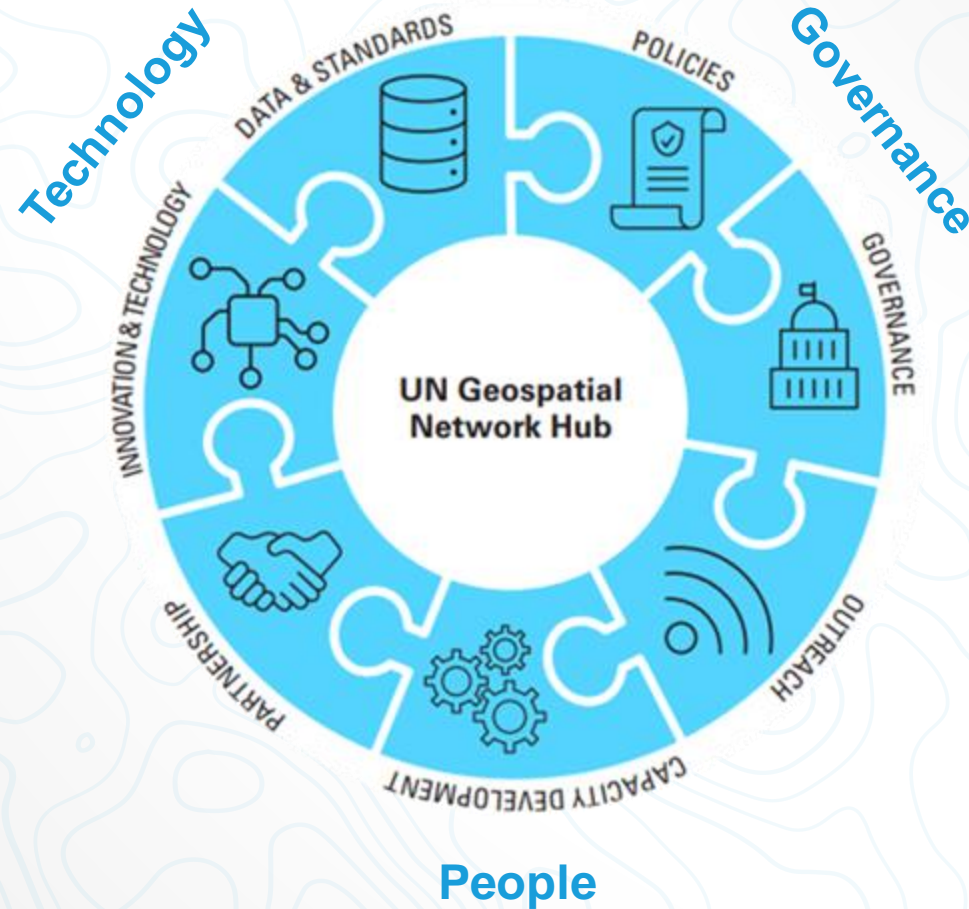 Technology
Governance
DATA & STANDARDS
POLICIES
INNOVATION & TECHNOLOGY
GOVERNANCE
UN Geospatial
Network Hub
PARTNERSHIP
OUTREACH
CAPACITY DEVELOPMENT
People